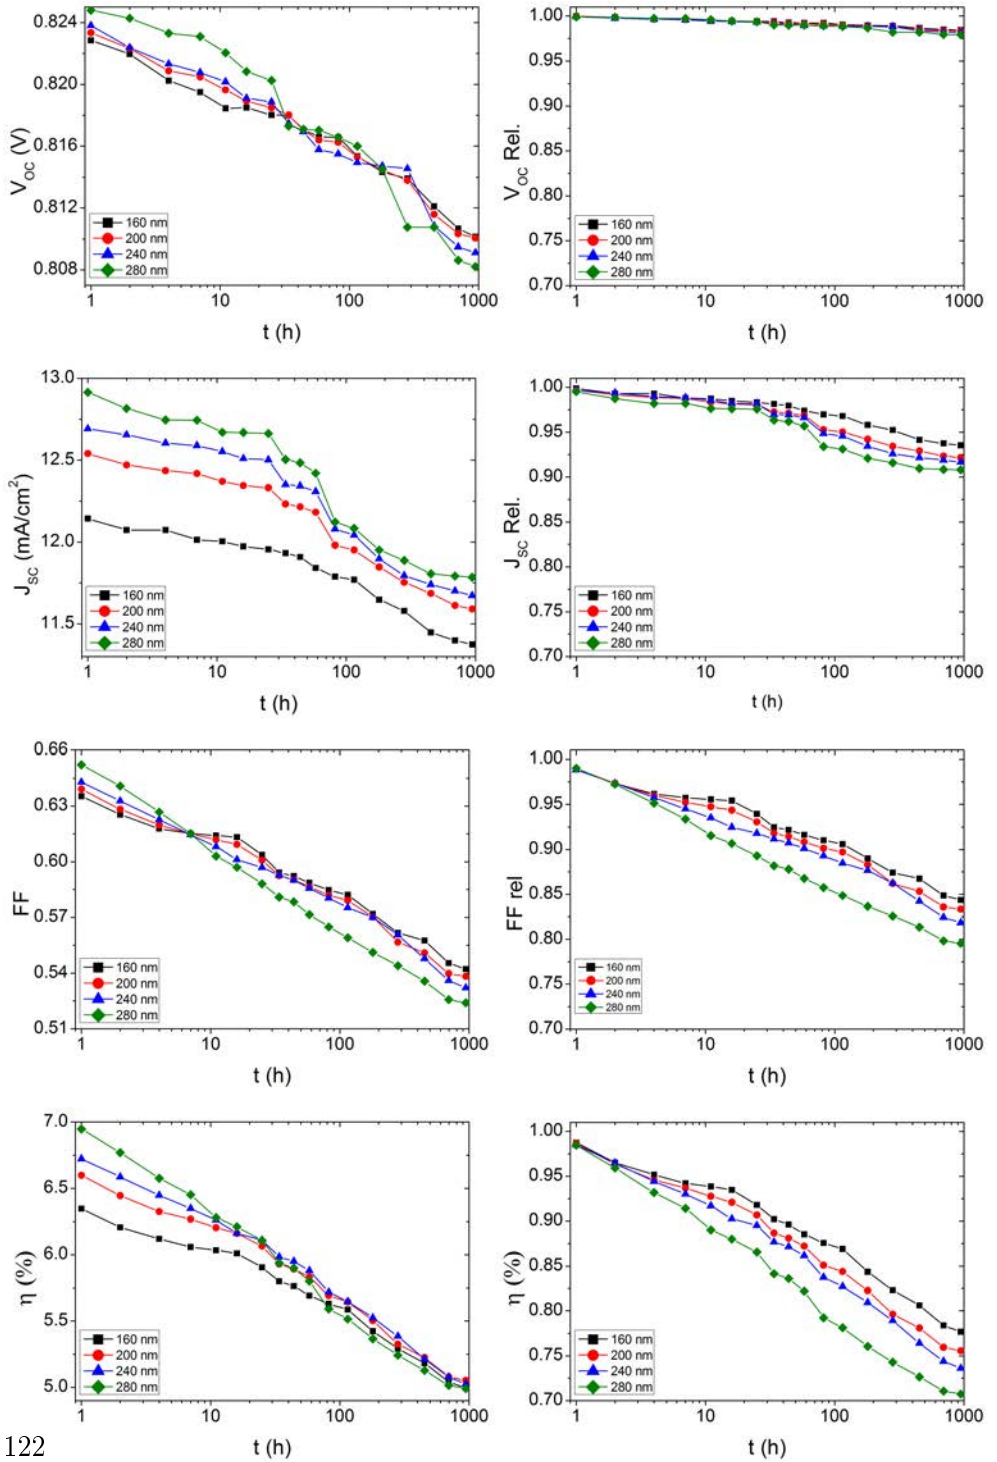 0.824
0.820
0.816
0.812
0.808
V_OC (V)
160 nm
200 nm
240 nm
280 nm
1 10 100 1000
t (h)
1.00
0.95
0.90
0.85
0.80
0.75
0.70
V_OC Rel.
160 nm
200 nm
240 nm
280 nm
1 10 100 1000
t (h)
13.0
12.5
12.0
11.5
J_SC (mA/cm²)
160 nm
200 nm
240 nm
280 nm
1 10 100 1000
t (h)
1.00
0.95
0.90
0.85
0.80
0.75
0.70
J_SC Rel.
160 nm
200 nm
240 nm
280 nm
1 10 100 1000
t (h)
0.66
0.63
0.60
0.57
0.54
0.51
FF
160 nm
200 nm
240 nm
280 nm
1 10 100 1000
t (h)
1.00
0.95
0.90
0.85
0.80
0.75
0.70
FF rel
160 nm
200 nm
240 nm
280 nm
1 10 100 1000
t (h)
7.0
6.5
6.0
5.5
5.0
η (%)
160 nm
200 nm
240 nm
280 nm
1 10 100 1000
t (h)
1.00
0.95
0.90
0.85
0.80
0.75
0.70
η (%)
160 nm
200 nm
240 nm
280 nm
1 10 100 1000
t (h)
122